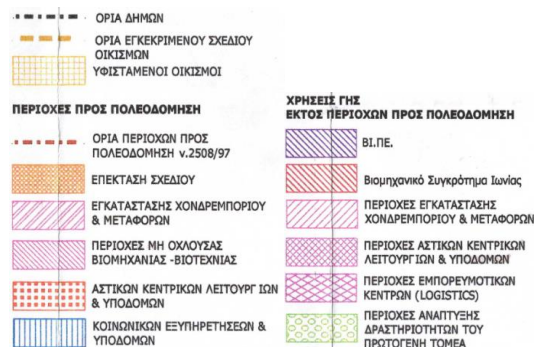 ΟΡΙΑ ΔΗΜΩΝ
ΟΡΙΑ ΕΓΚΕΚΡΙΜΕΝΟΥ ΣΧΕΔΙΟΥ
ΟΙΚΙΣΜΩΝ
ΥΦΙΣΤΑΜΕΝΟΙ ΟΙΚΙΣΜΟΙ
ΠΕΡΙΟΧΕΣ ΠΡΟΣ ΠΟΛΕΟΔΟΜΗΣΗ
ΟΡΙΑ ΠΕΡΙΟΧΩΝ ΠΡΟΣ
ΠΟΛΕΟΔΟΜΗΣΗ ν.2508/97
ΕΠΕΚΤΑΣΗ ΣΧΕΔΙΟΥ
ΕΓΚΑΤΑΣΤΑΣΗΣ ΧΟΝΔΡΕΜΠΟΡΙΟΥ
& ΜΕΤΑΦΟΡΩΝ
ΠΕΡΙΟΧΕΣ ΜΗ ΟΧΛΟΥΣΑΣ
ΒΙΟΜΗΧΑΝΙΑΣ -ΒΙΟΤΕΧΝΙΑΣ
ΑΣΤΙΚΩΝ ΚΕΝΤΡΙΚΩΝ ΛΕΙΤΟΥΡΓΙΩΝ
& ΥΠΟΔΟΜΩΝ
ΚΟΙΝΩΝΙΚΩΝ ΕΞΥΠΗΡΕΤΗΣΕΩΝ &
ΥΠΟΔΟΜΩΝ
ΧΡΗΣΕΙΣ ΓΗΣ
ΕΚΤΟΣ ΠΕΡΙΟΧΩΝ ΠΡΟΣ ΠΟΛΕΟΔΟΜΗΣΗ
ΒΙ.ΠΕ.
Βιομηχανικό Συγκρότημα Ιωνίας
ΠΕΡΙΟΧΕΣ ΕΓΚΑΤΑΣΤΑΣΗΣ
ΧΟΝΔΡΕΜΠΟΡΙΟΥ & ΜΕΤΑΦΟΡΩΝ
ΠΕΡΙΟΧΕΣ ΑΣΤΙΚΩΝ ΚΕΝΤΡΙΚΩΝ
ΛΕΙΤΟΥΡΓΙΩΝ & ΥΠΟΔΟΜΩΝ
ΠΕΡΙΟΧΕΣ ΕΜΠΟΡΕΥΜΟΤΙΚΩΝ
ΚΕΝΤΡΩΝ (LOGISTICS)
ΠΕΡΙΟΧΕΣ ΑΝΑΠΤΥΞΗΣ
ΔΡΑΣΤΗΡΙΟΤΗΤΩΝ ΤΟΥ
ΠΡΩΤΟΓΕΝΗ ΤΟΜΕΑ